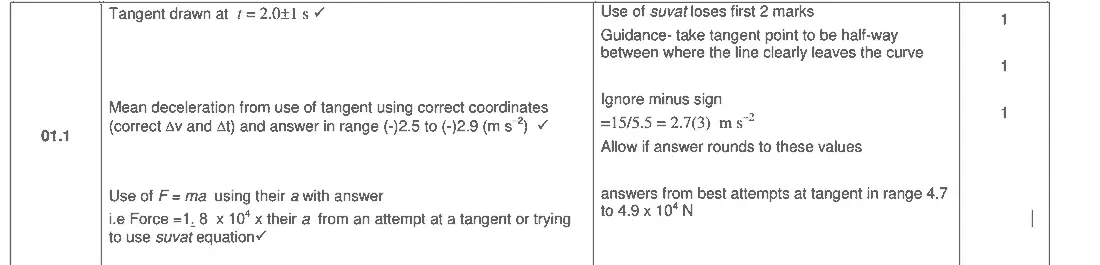 01.1
Tangent drawn at t = 2.0±1 s ✓
Mean deceleration from use of tangent using correct coordinates
(correct Δv and Δt) and answer in range (-)2.5 to (-)2.9 (m s⁻²) ✓
Use of F = ma using their a with answer
i.e Force =1. 8 x 10⁴ x their a from an attempt at a tangent or trying
to use suvat equation✓
Use of suvat loses first 2 marks
Guidance- take tangent point to be half-way
between where the line clearly leaves the curve
Ignore minus sign
=15/5.5 = 2.7(3) m s⁻²
Allow if answer rounds to these values
answers from best attempts at tangent in range 4.7
to 4.9 x 10⁴ N
1
1
1